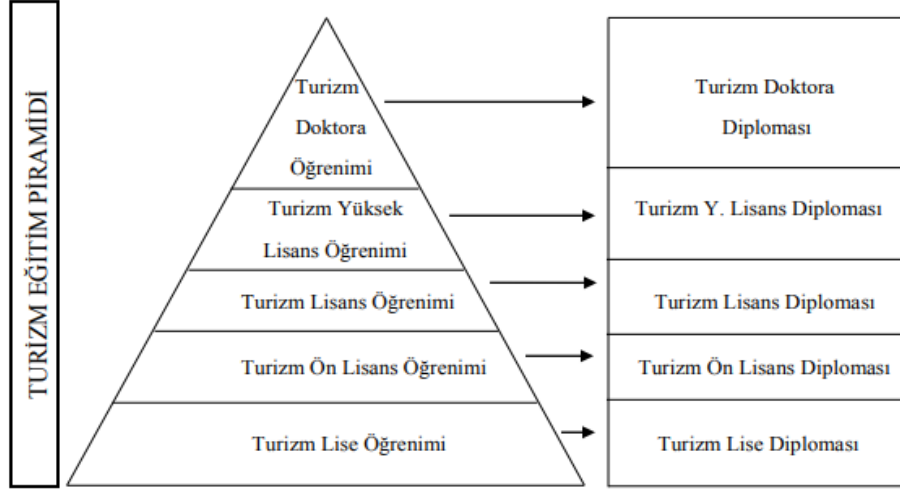 TURİZM EĞİTİM PİRAMİDİ
Turizm
Doktora
Öğrenimi
Turizm Yüksek
Lisans Öğrenimi
Turizm Lisans Öğrenimi
Turizm Ön Lisans Öğrenimi
Turizm Lise Öğrenimi
Turizm Doktora
Diploması
Turizm Y. Lisans Diploması
Turizm Lisans Diploması
Turizm Ön Lisans Diploması
Turizm Lise Diploması